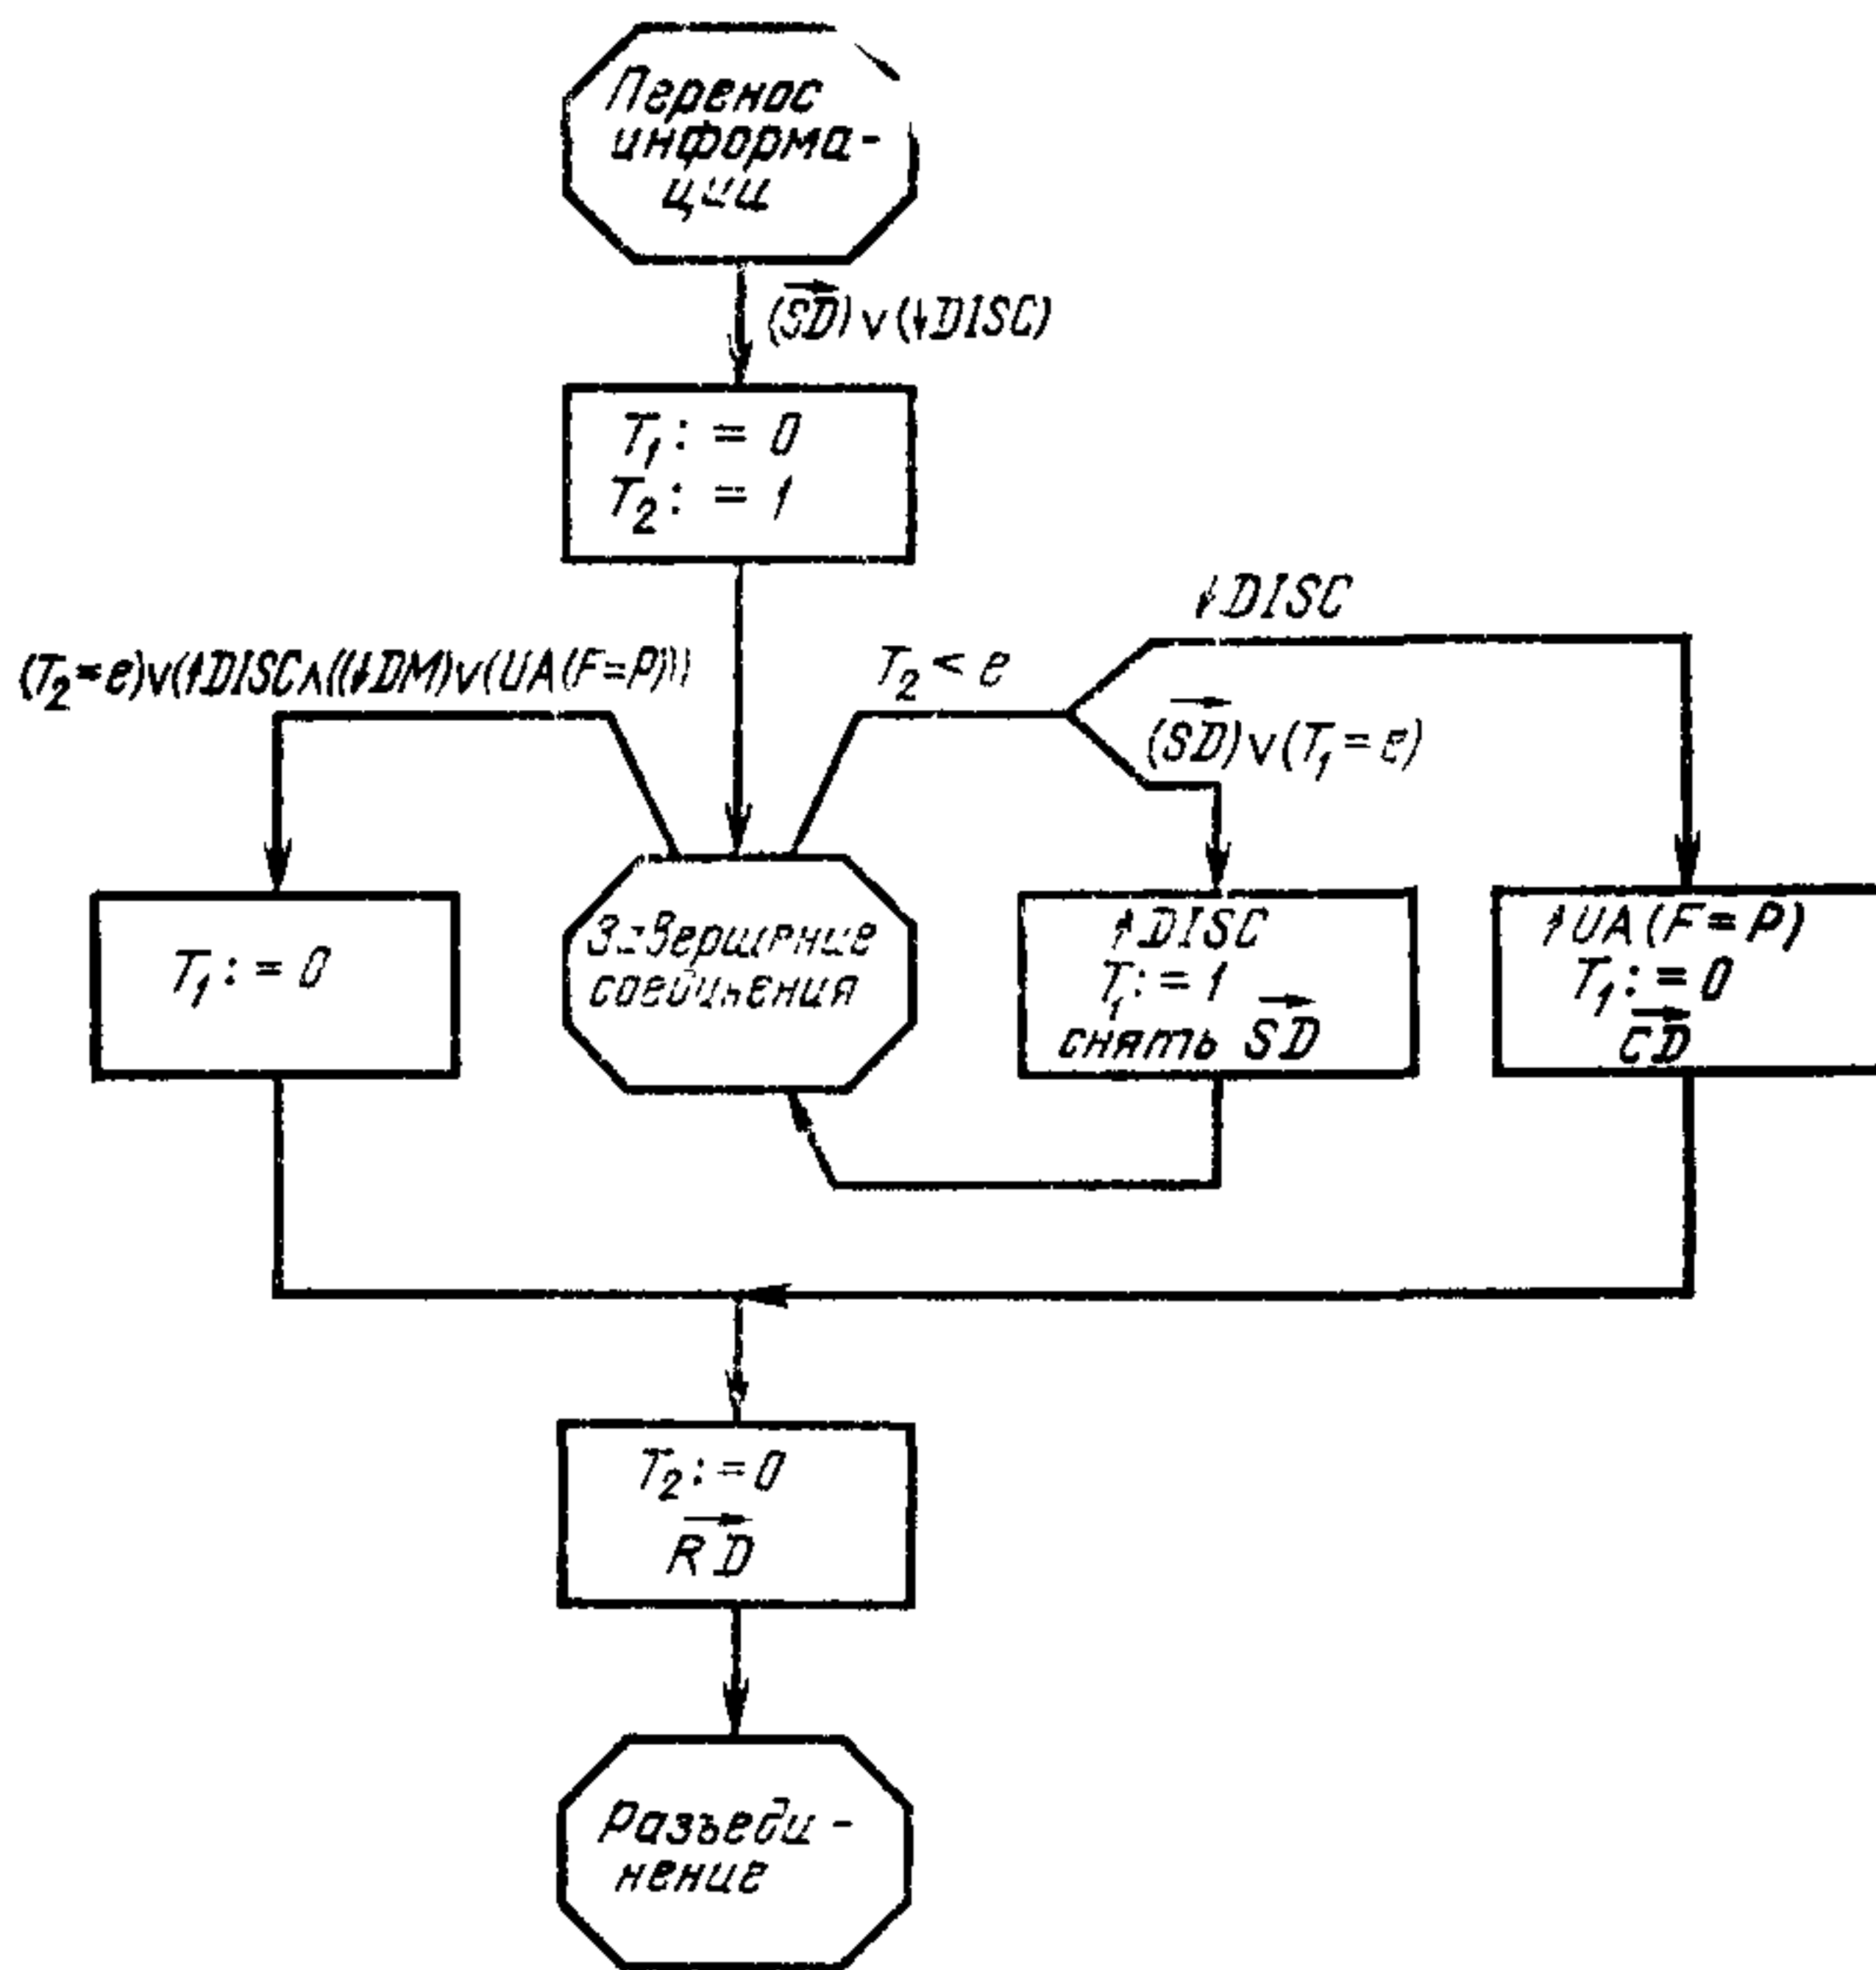 Перенос
информа-
ции
(SD)∨(↓DISC)
T₁:=0
T₂:=1
↓DISC
(T₂=e)∨(↑DISC∧((↓DM)∨(UA(F=P)))
T₂<e
(SD)∨(T₁=e)
T₁:=0
Завершение
соединения
↑DISC
T₁:=1
снять SD
↑UA(F=P)
T₁:=0
CD
T₂:=0
RD
Разъеди-
нение